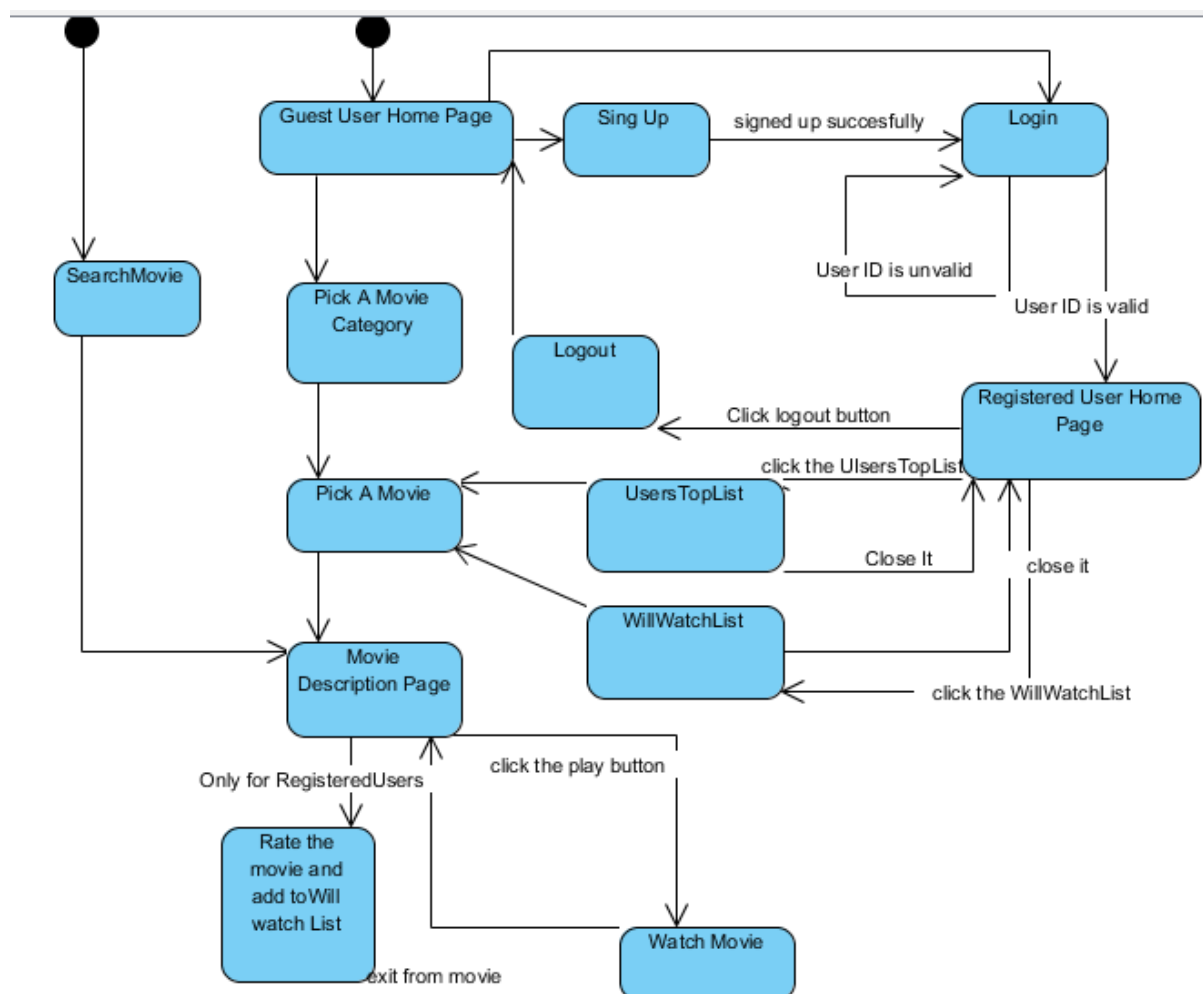 Guest User Home Page
Sing Up
signed up succesfully
Login
SearchMovie
User ID is unvalid
Pick A Movie
Category
User ID is valid
Logout
Registered User Home
Page
Click logout button
click the UIsersTopList
Pick A Movie
UsersTopList
Close It
close it
WillWatchList
Movie
Description Page
click the WillWatchList
Only for RegisteredUsers
click the play button
Rate the
movie and
add toWill
watch List
Watch Movie
exit from movie